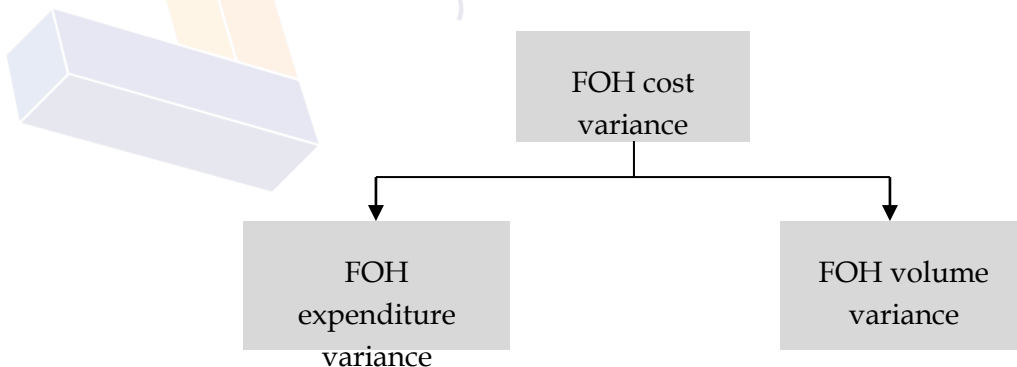 FOH cost
variance
FOH
expenditure
variance
FOH volume
variance